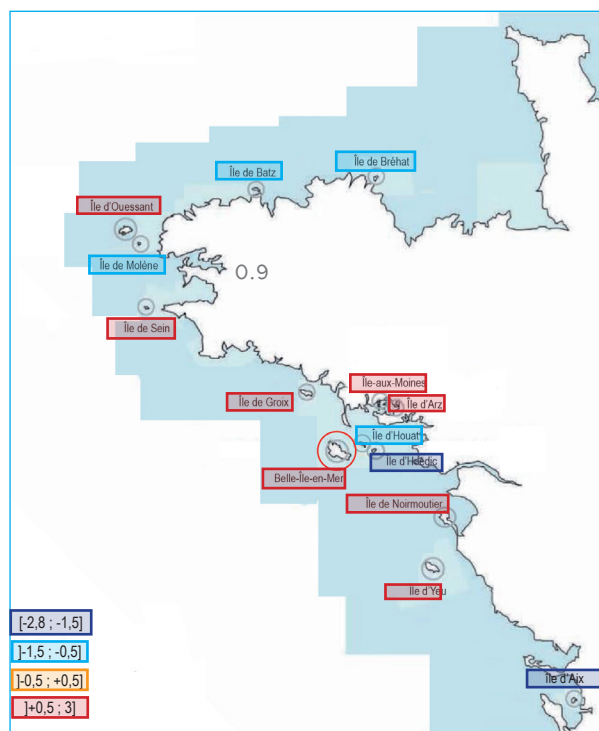 Île de Bréhat
Île de Batz
Île d'Ouessant
Île de Molène
0.9
Île de Sein
Île-aux-Moines
Île de Groix
Île d'Arz
Île d'Houat
Île d'Hoëdic
Belle-Île-en-Mer
Île de Noirmoutier
Île d'Yeu
[-2,8 ; -1,5]
]-1,5 ; -0,5]
]-0,5 ; +0,5]
]+0,5 ; 3]
Île d'Aix